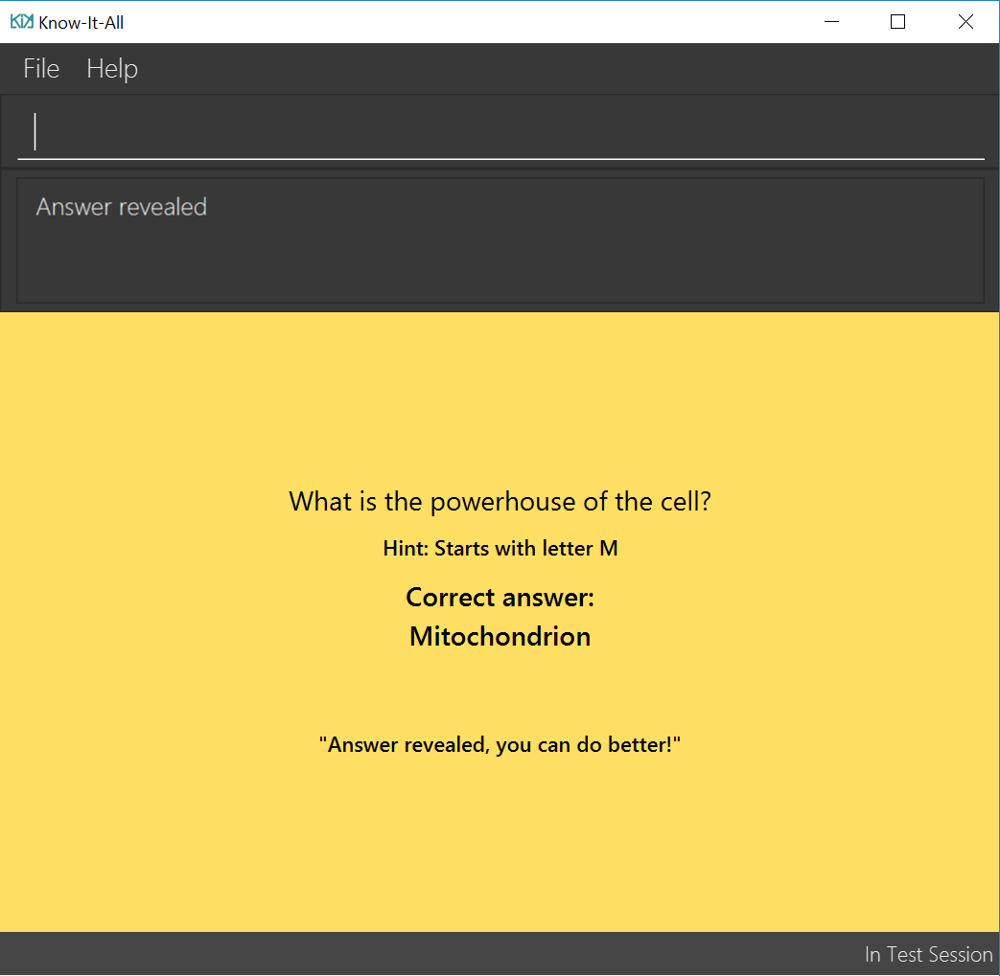 Know-It-All
File Help
Answer revealed
What is the powerhouse of the cell?
Hint: Starts with letter M
Correct answer:
Mitochondrion
"Answer revealed, you can do better!"
In Test Session